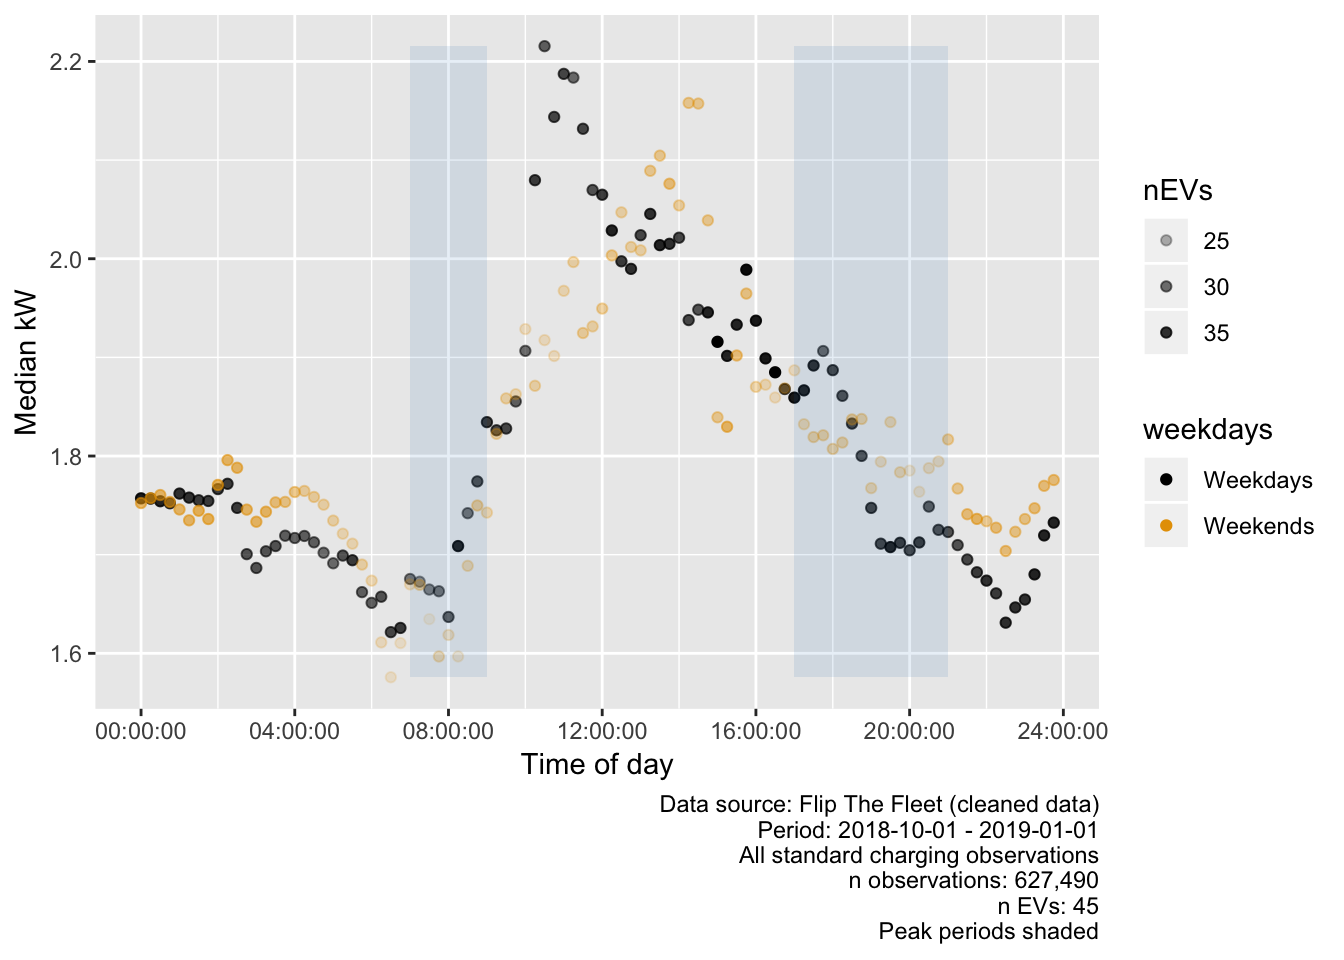 2.2
2.0
1.8
1.6
Median kW
00:00:00 04:00:00 08:00:00 12:00:00 16:00:00 20:00:00 24:00:00
Time of day
nEVs
25
30
35
weekdays
Weekdays
Weekends
Data source: Flip The Fleet (cleaned data)
Period: 2018-10-01 - 2019-01-01
All standard charging observations
n observations: 627,490
n EVs: 45
Peak periods shaded